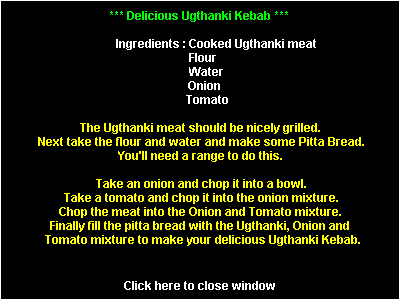 *** Delicious Ugthanki Kebab ***
Ingredients : Cooked Ugthanki meat
Flour
Water
Onion
Tomato
The Ugthanki meat should be nicely grilled.
Next take the flour and water and make some Pitta Bread.
You'll need a range to do this.
Take an onion and chop it into a bowl.
Take a tomato and chop it into the onion mixture.
Chop the meat into the Onion and Tomato mixture.
Finally fill the pitta bread with the Ugthanki, Onion and
Tomato mixture to make your delicious Ugthanki Kebab.
Click here to close window